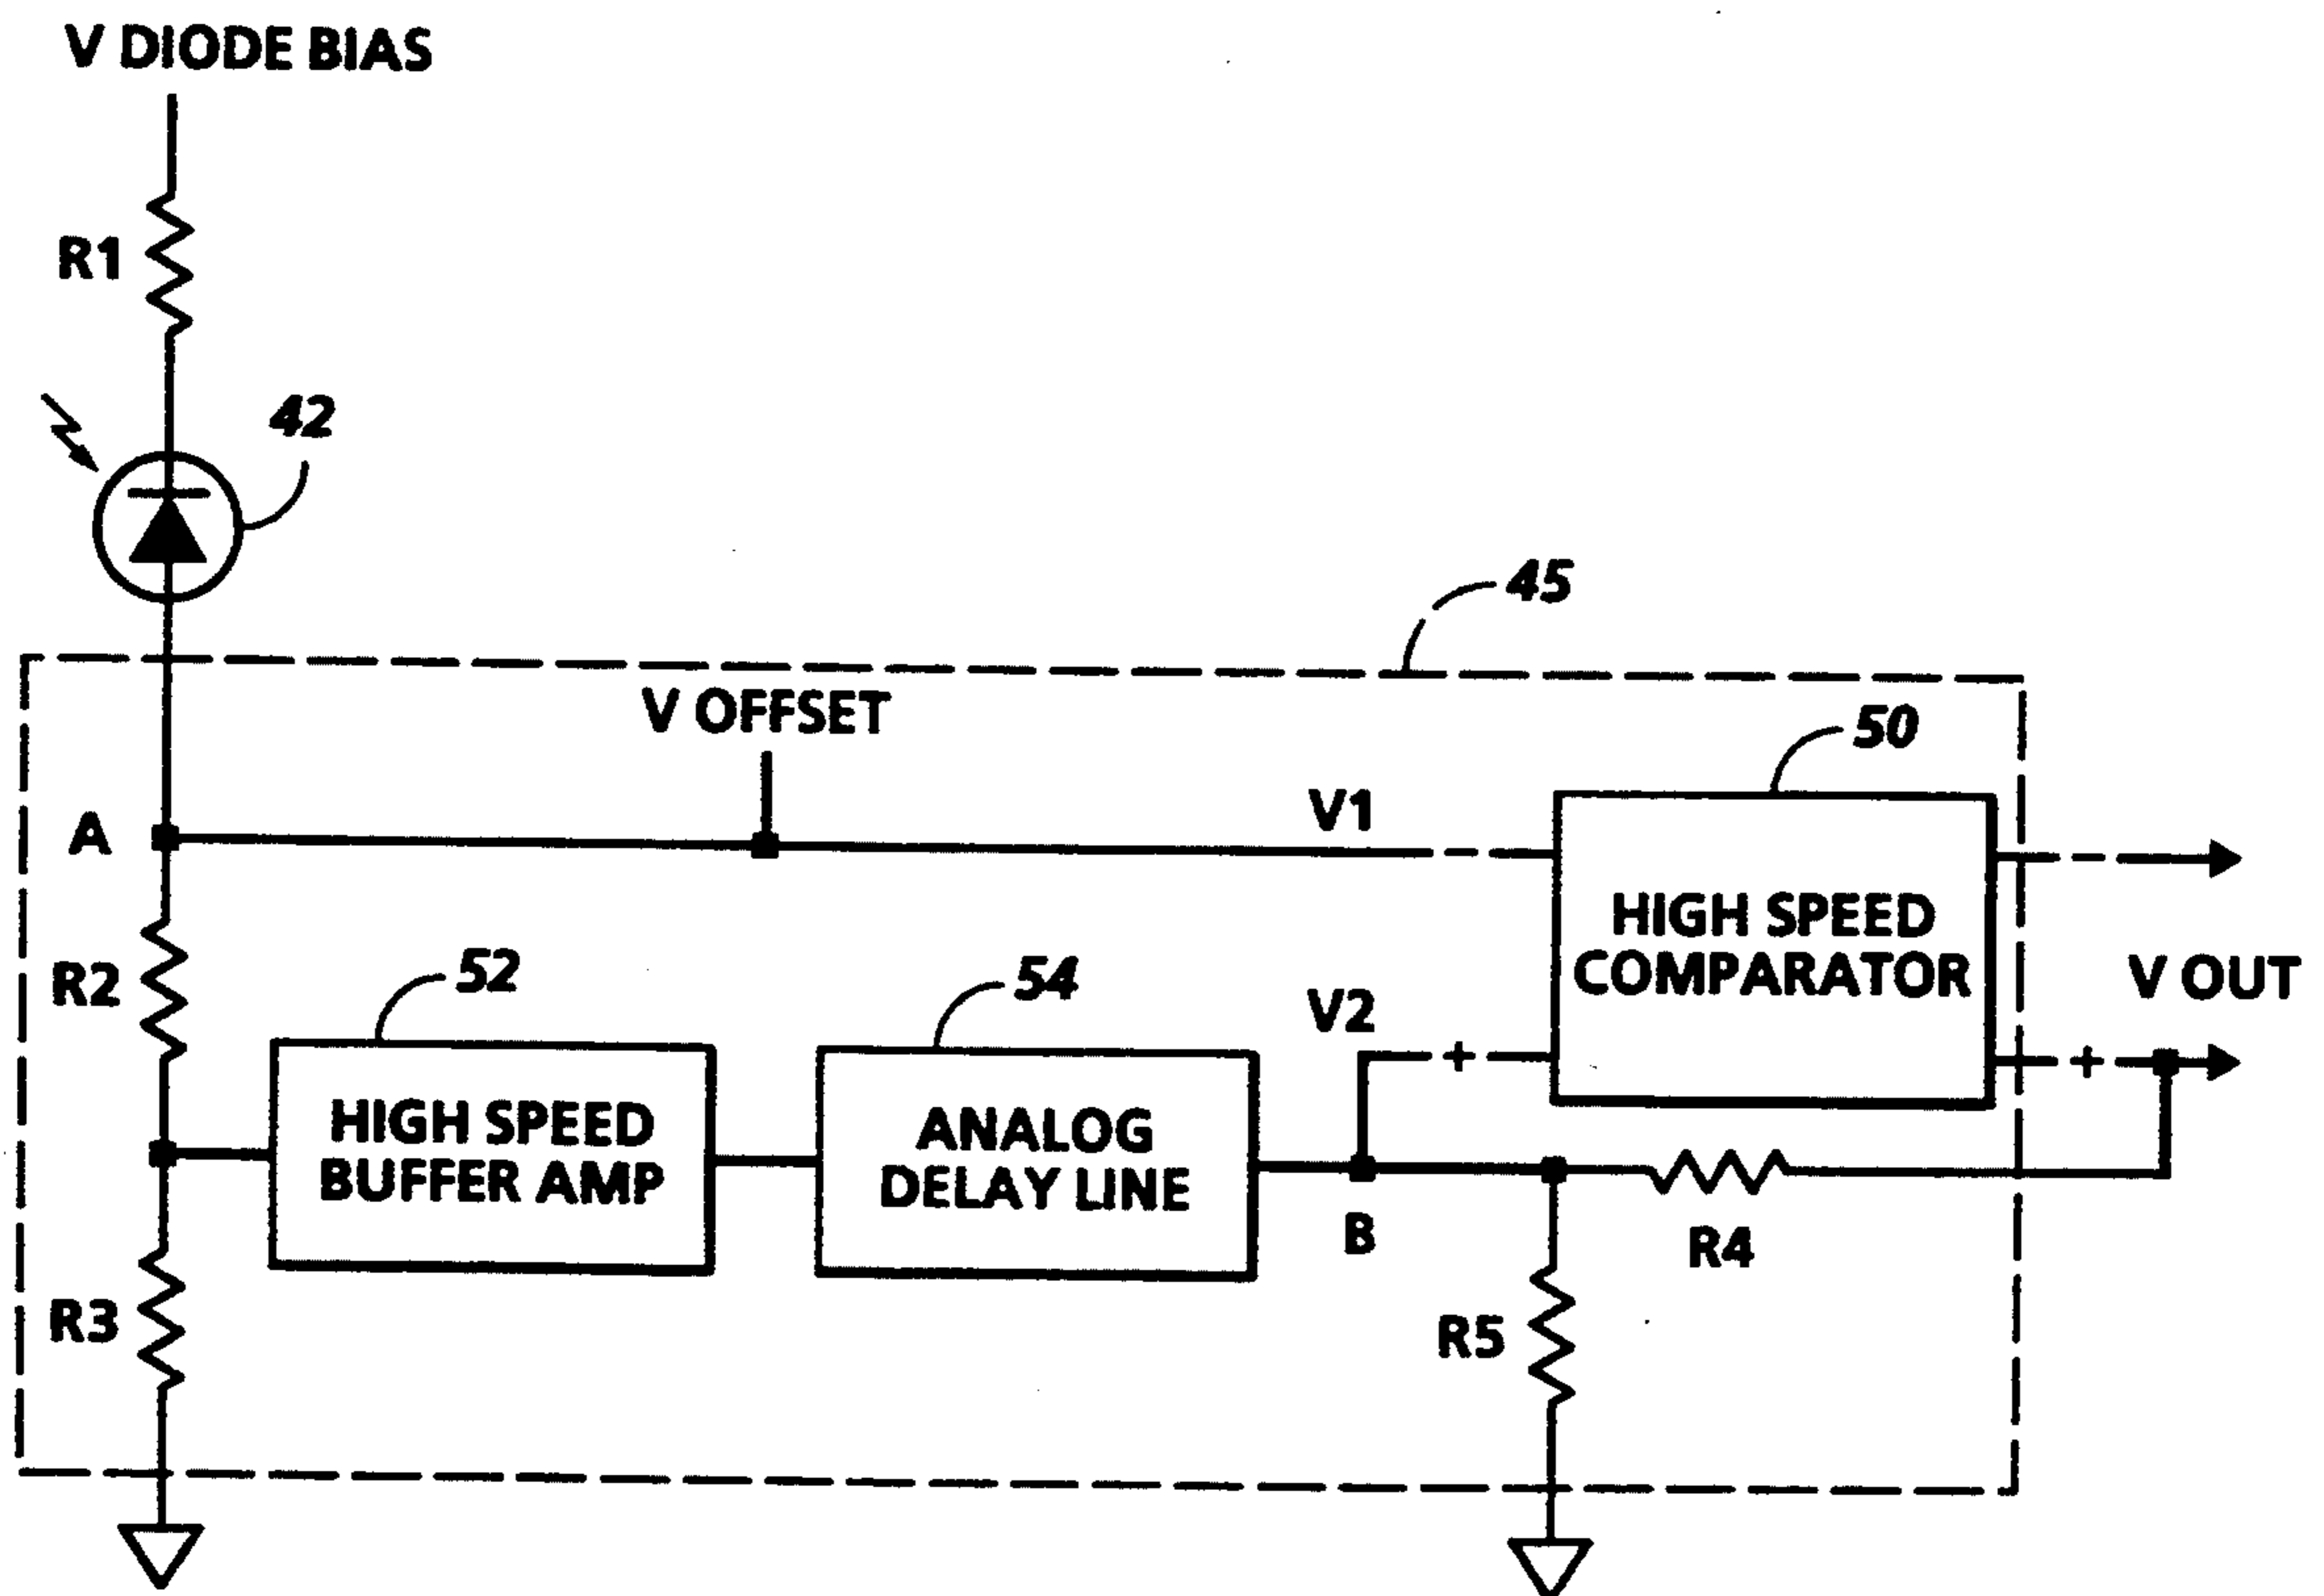 V DIODE BIAS
R1
42
45
V OFFSET
50
A
V1
HIGH SPEED
COMPARATOR
V OUT
R2
52
54
V2
+
+
HIGH SPEED
BUFFER AMP
ANALOG
DELAY LINE
B
R4
R3
R5